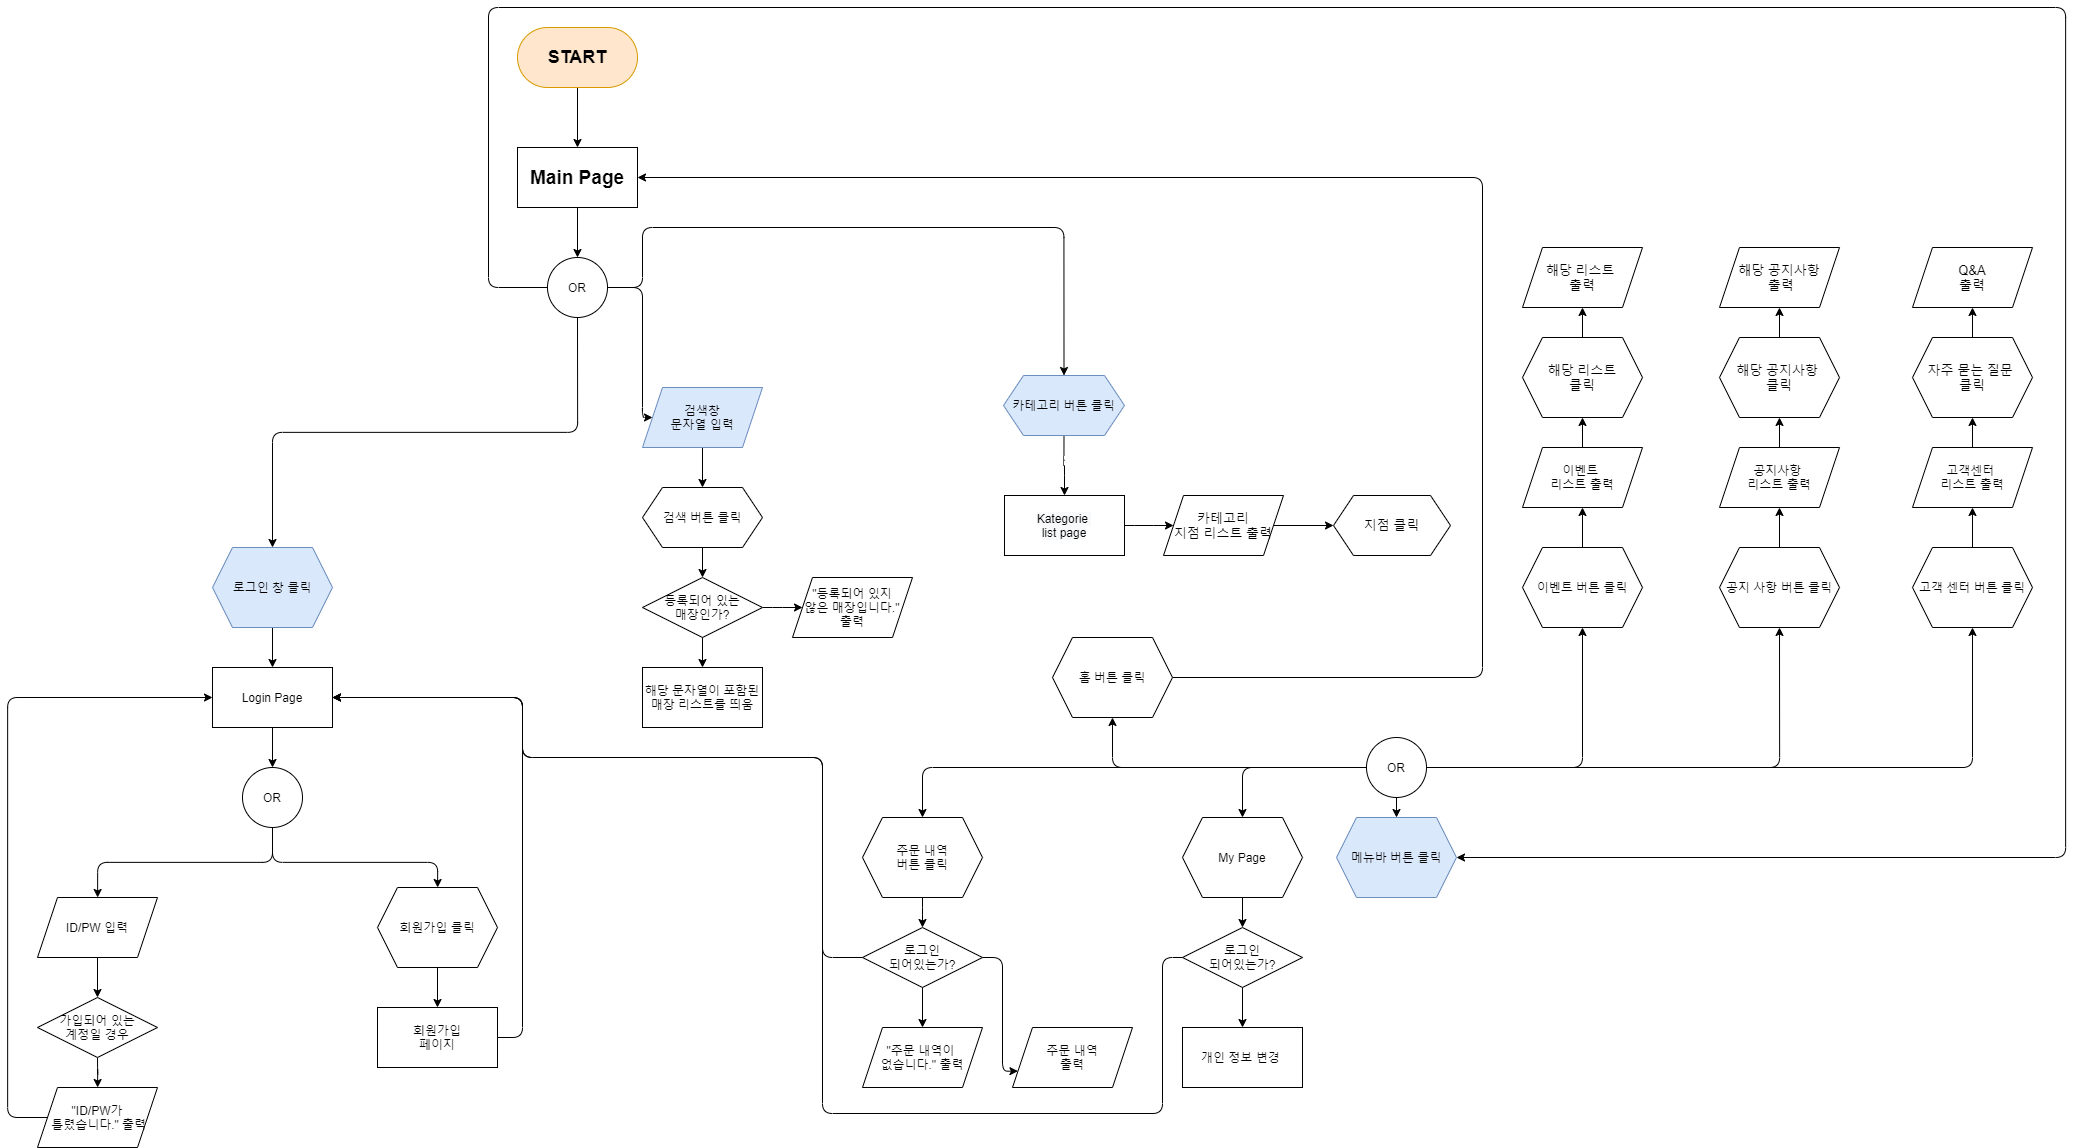 START
Main Page
OR
해당 리스트
출력
해당 공지사항
출력
Q&A
출력
해당 리스트
클릭
해당 공지사항
클릭
자주 묻는 질문
클릭
검색창
문자열 입력
카테고리 버튼 클릭
이벤트
리스트 출력
공지사항
리스트 출력
고객센터
리스트 출력
검색 버튼 클릭
Kategorie
list page
카테고리
지점 리스트 출력
지점 클릭
로그인 창 클릭
등록되어 있는
매장인가?
"등록되어 있지
않은 매장입니다."
출력
이벤트 버튼 클릭
공지 사항 버튼 클릭
고객 센터 버튼 클릭
Login Page
해당 문자열이 포함된
매장 리스트를 띄움
홈 버튼 클릭
OR
OR
주문 내역
버튼 클릭
My Page
메뉴바 버튼 클릭
ID/PW 입력
회원가입 클릭
로그인
되어있는가?
로그인
되어있는가?
가입되어 있는
계정일 경우
회원가입
페이지
"주문 내역이
없습니다." 출력
주문 내역
출력
개인 정보 변경
"ID/PW가
틀렸습니다." 출력